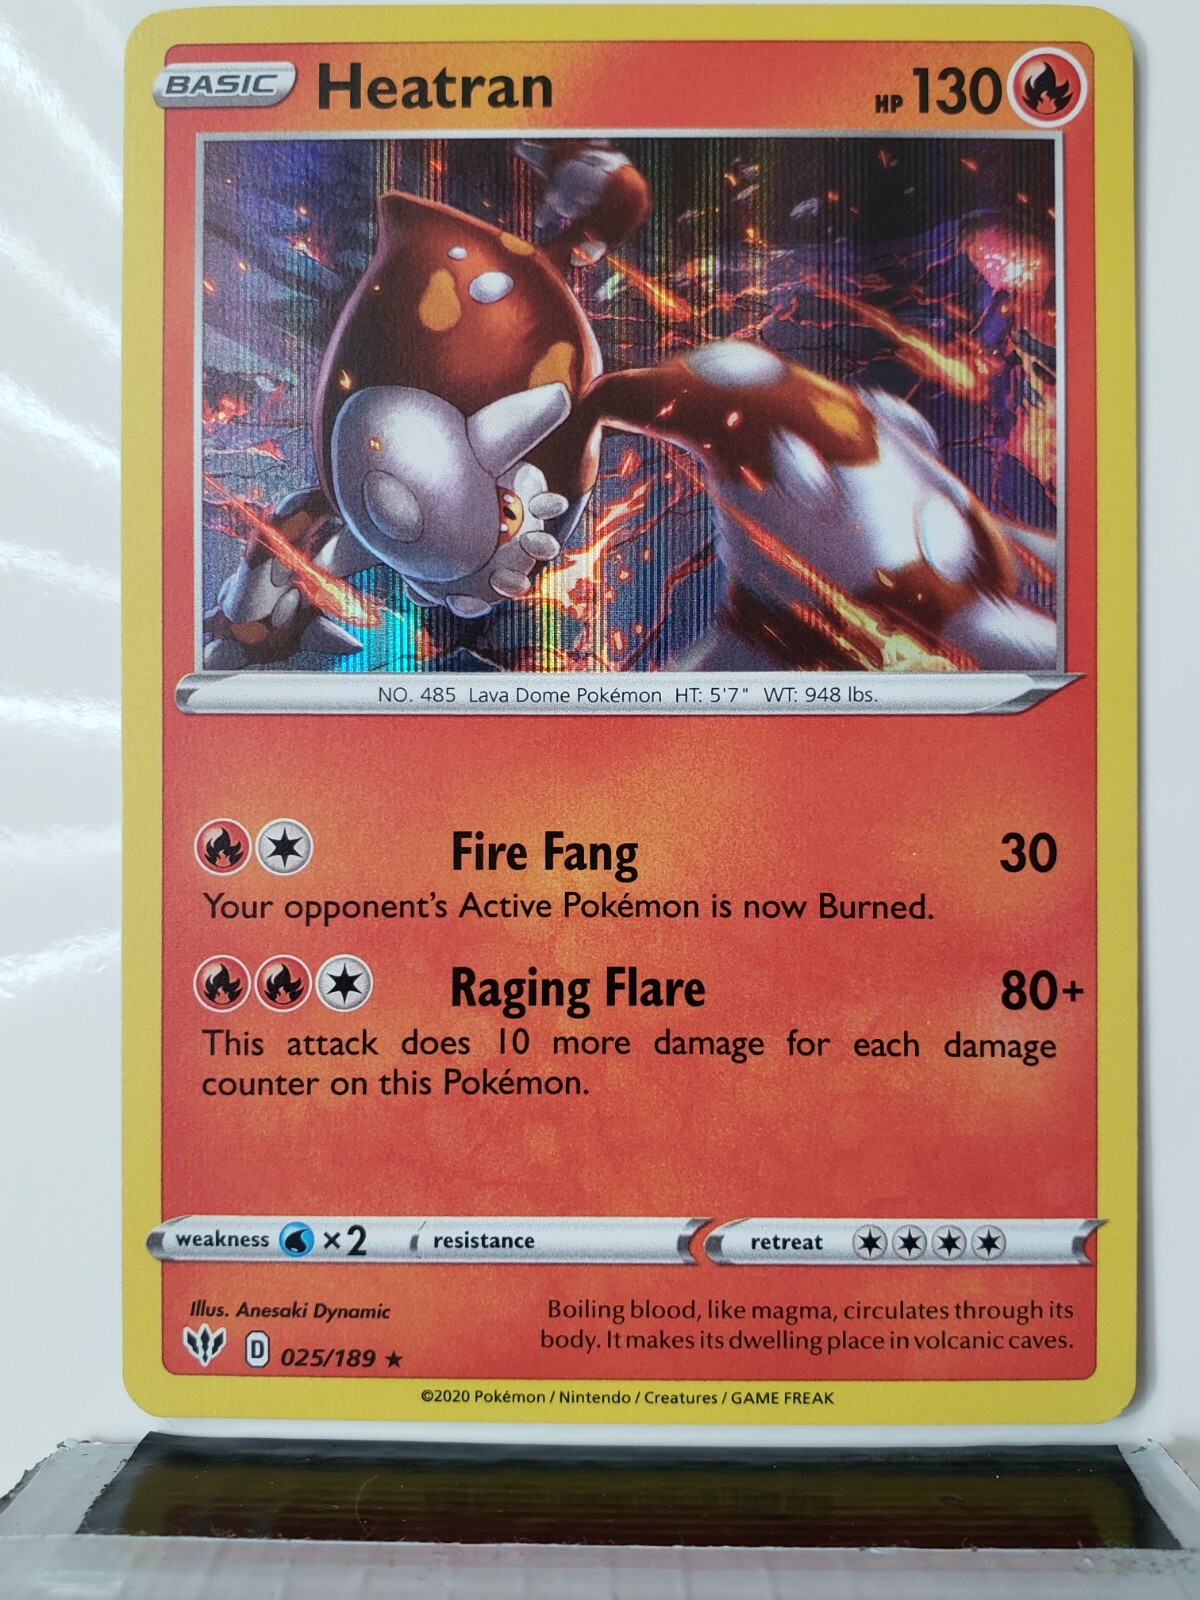 BASIC Heatran HP 130
NO. 485 Lava Dome Pokémon HT: 5'7" WT: 948 lbs.
Fire Fang 30
Your opponent's Active Pokémon is now Burned.
Raging Flare 80+
This attack does 10 more damage for each damage
counter on this Pokémon.
weakness ×2 resistance retreat
Illus. Anesaki Dynamic
D 025/189 ★
Boiling blood, like magma, circulates through its
body. It makes its dwelling place in volcanic caves.
©2020 Pokémon / Nintendo / Creatures / GAME FREAK